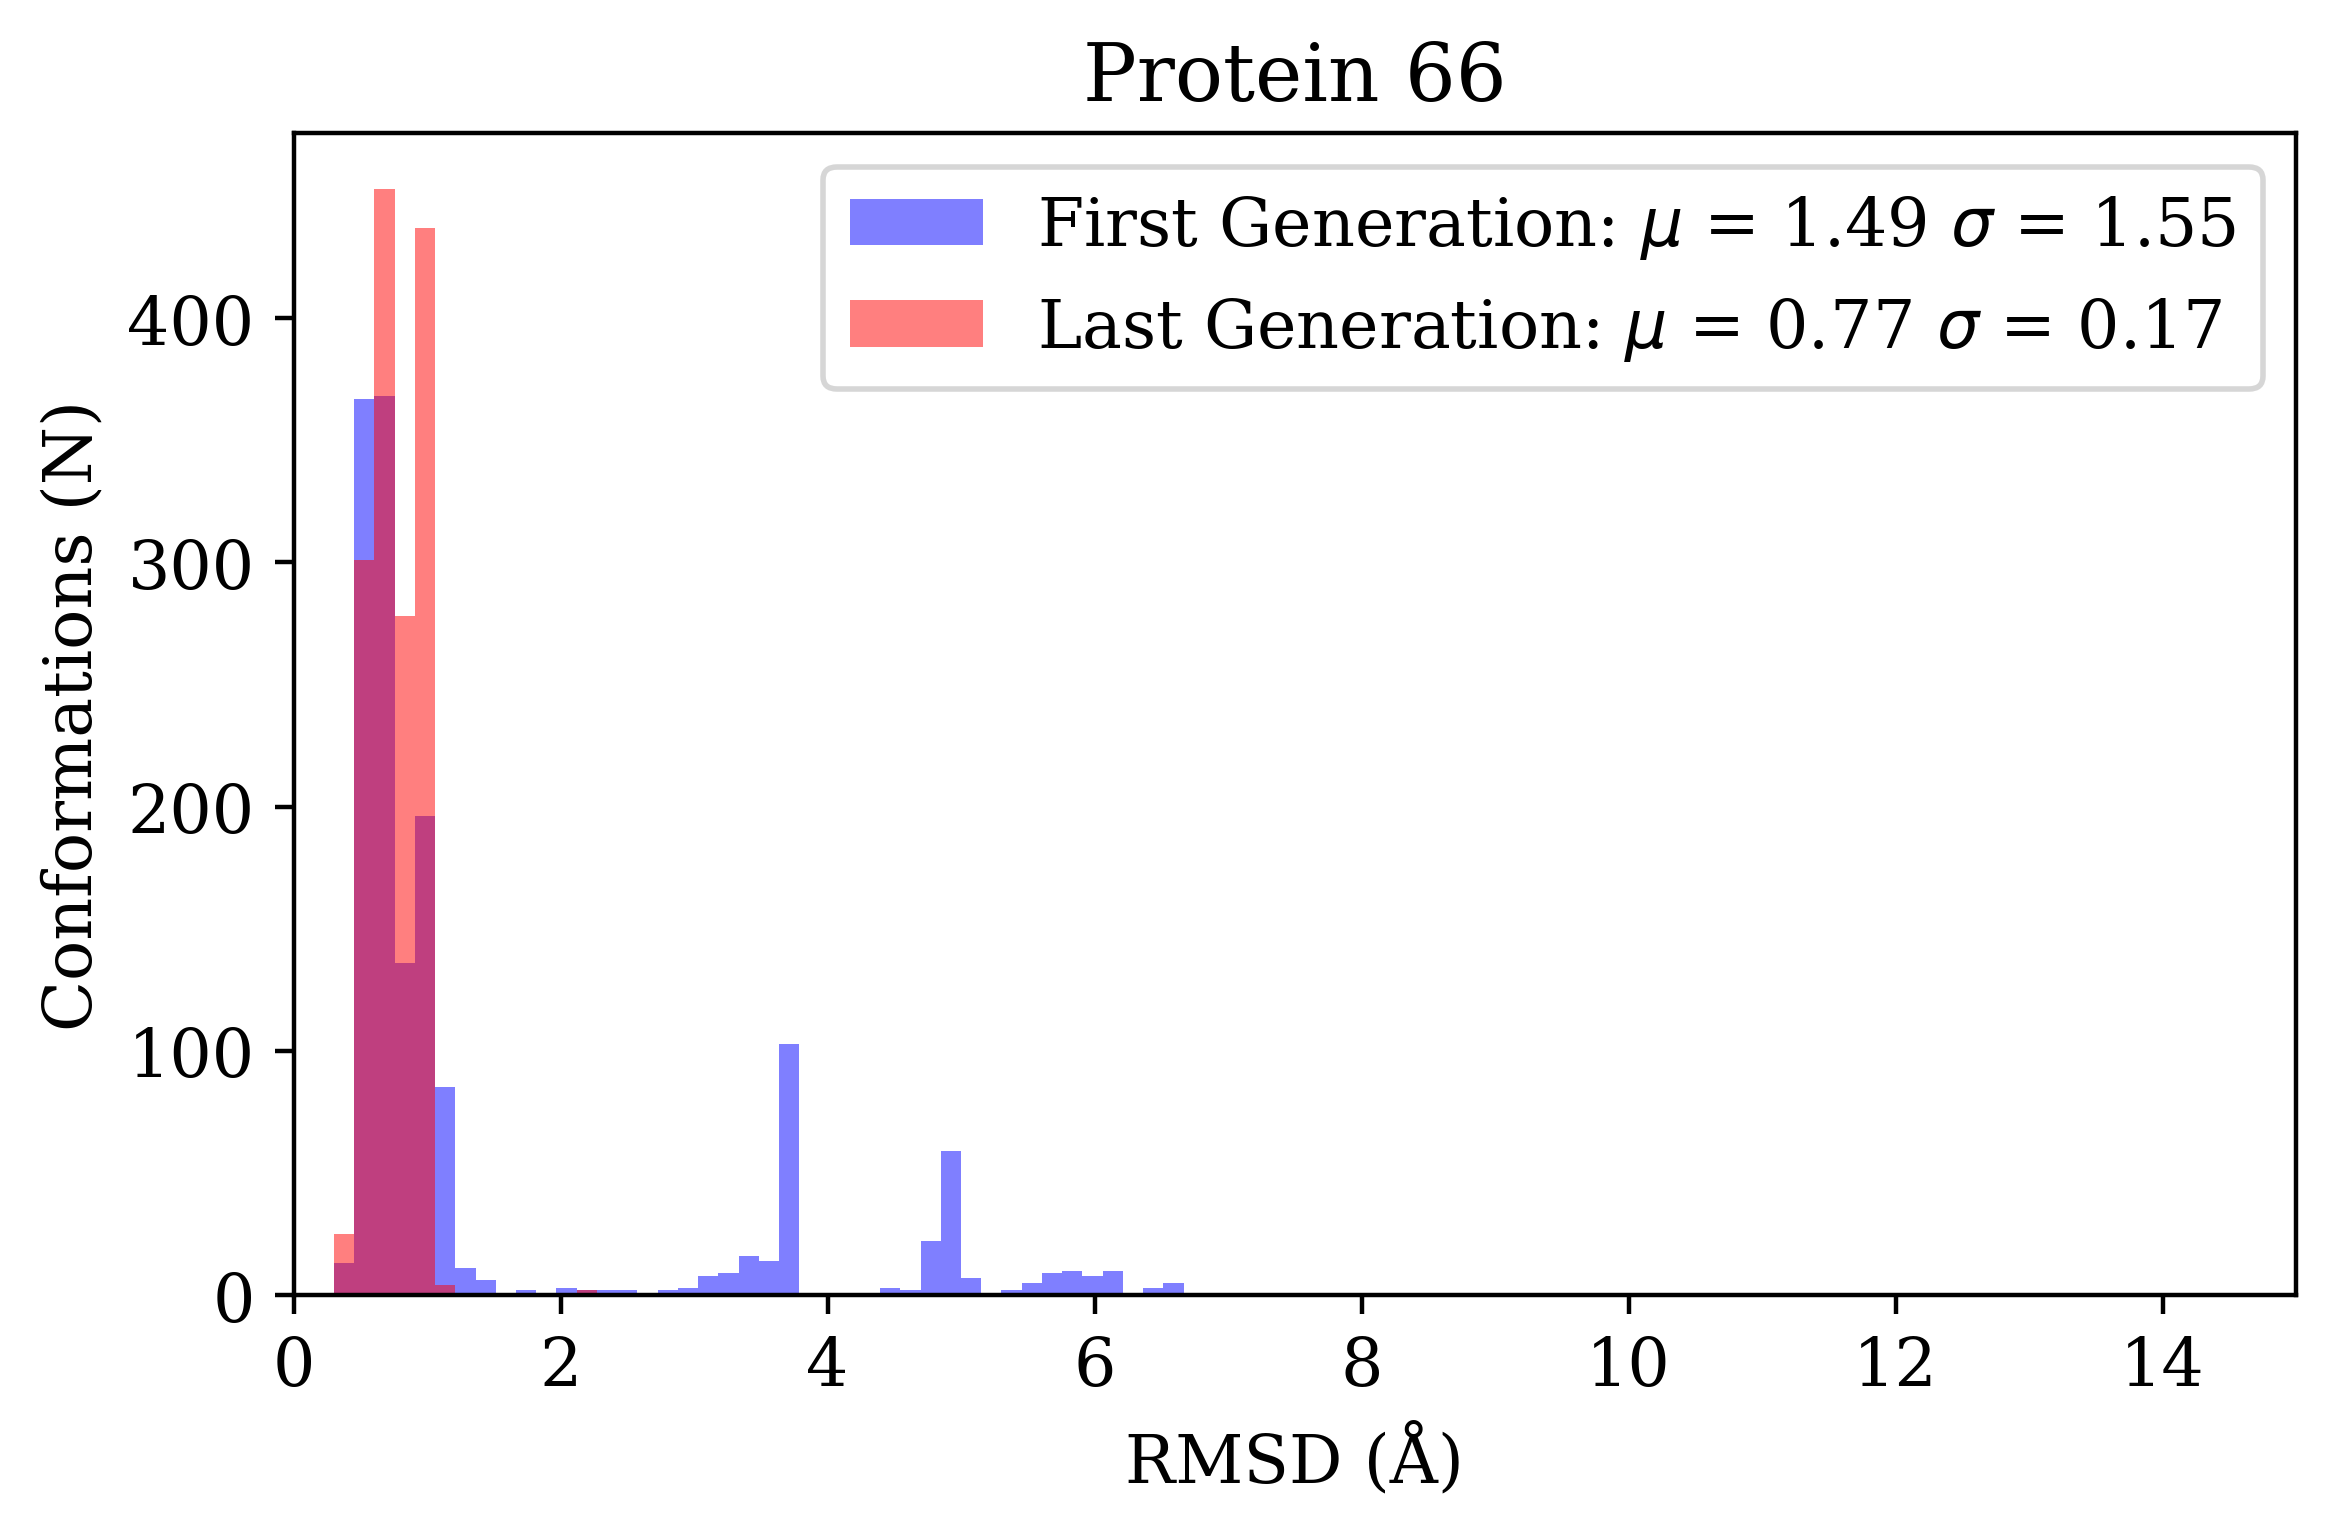 Protein 66
First Generation: μ = 1.49 σ = 1.55
Last Generation: μ = 0.77 σ = 0.17
Conformations (N)
400
300
200
100
0
0 2 4 6 8 10 12 14
RMSD (Å)